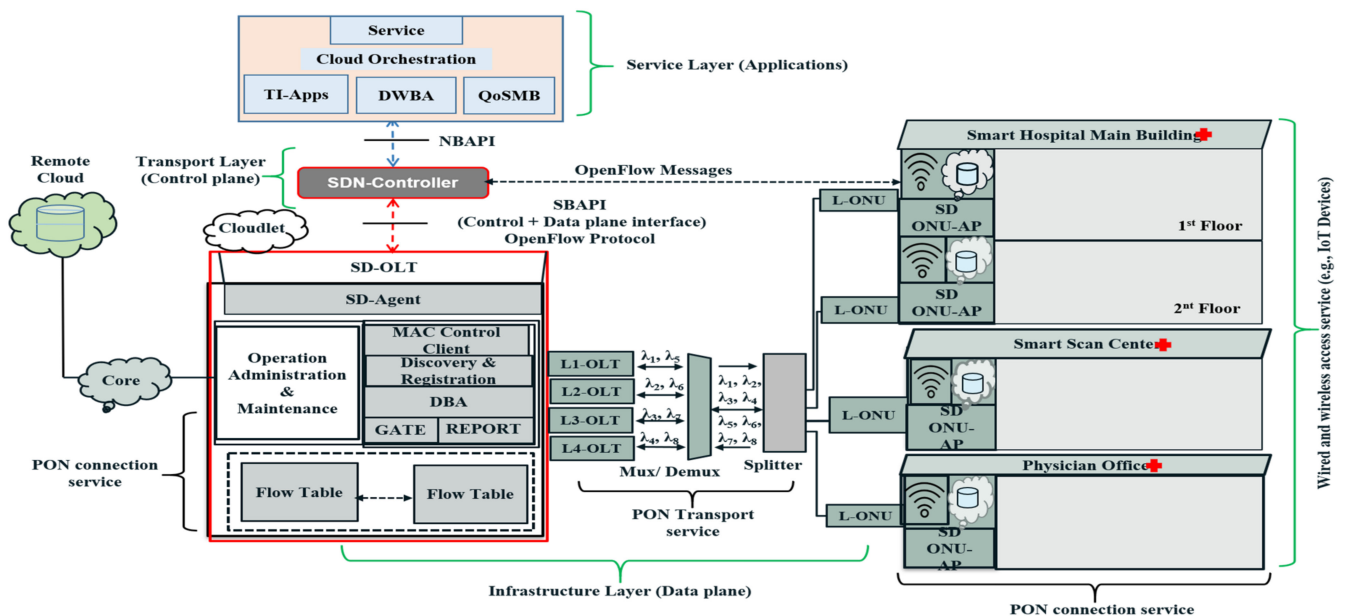 Service
Cloud Orchestration
TI-Apps
DWBA
QoSMB
Service Layer (Applications)
NBAPI
Transport Layer
(Control plane)
SDN-Controller
OpenFlow Messages
SBAPI
(Control + Data plane interface)
OpenFlow Protocol
Remote
Cloud
Cloudlet
SD-OLT
SD-Agent
Operation
Administration
&
Maintenance
MAC Control
Client
Discovery &
Registration
DBA
GATE
REPORT
Flow Table
Flow Table
Core
PON connection
service
L1-OLT
L2-OLT
L3-OLT
L4-OLT
λ1, λ5
λ2, λ6
λ3, λ7
λ4, λ8
λ1, λ2,
λ3, λ4
λ5, λ6,
λ7, λ8
Mux/ Demux
Splitter
PON Transport
service
Infrastructure Layer (Data plane)
L-ONU
L-ONU
L-ONU
L-ONU
Smart Hospital Main Building
SD
ONU-AP
1st Floor
SD
ONU-AP
2nt Floor
Smart Scan Center
SD
ONU-
AP
Physician Office
SD
ONU-
AP
PON connection service
Wired and wireless access service (e.g., IoT Devices)